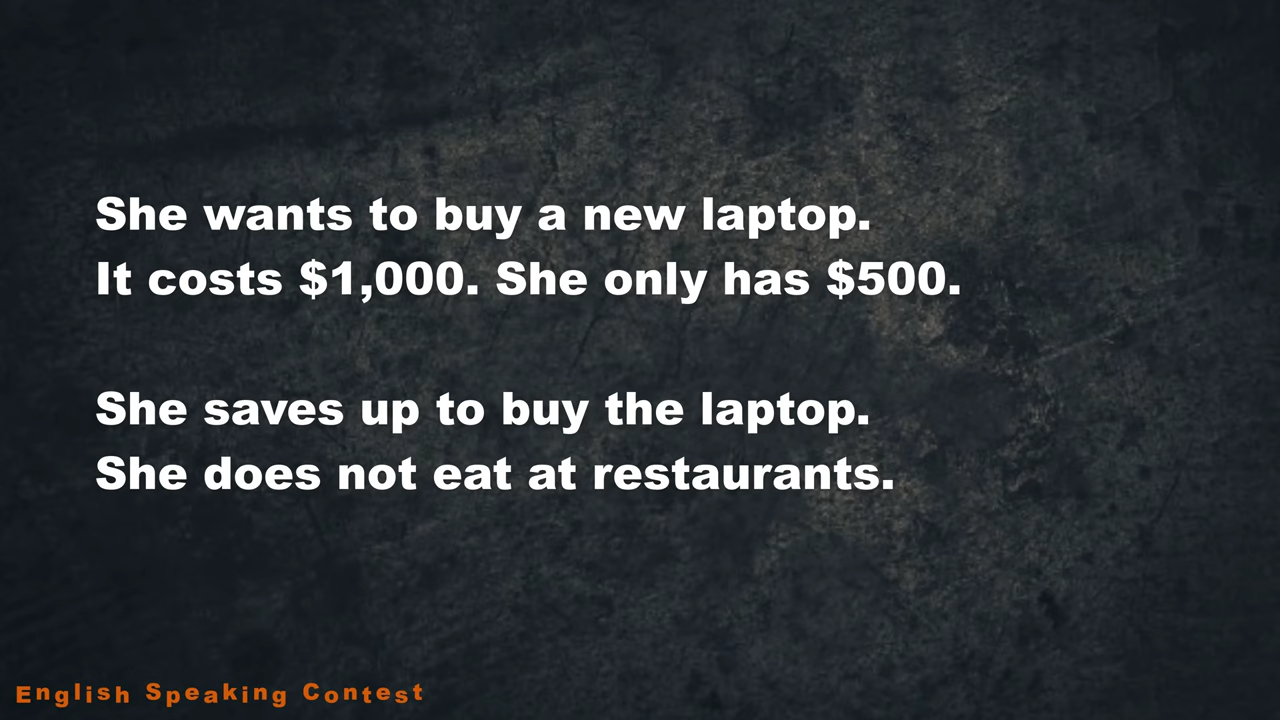 She wants to buy a new laptop.
It costs $1,000. She only has $500.
She saves up to buy the laptop.
She does not eat at restaurants.
English Speaking Contest